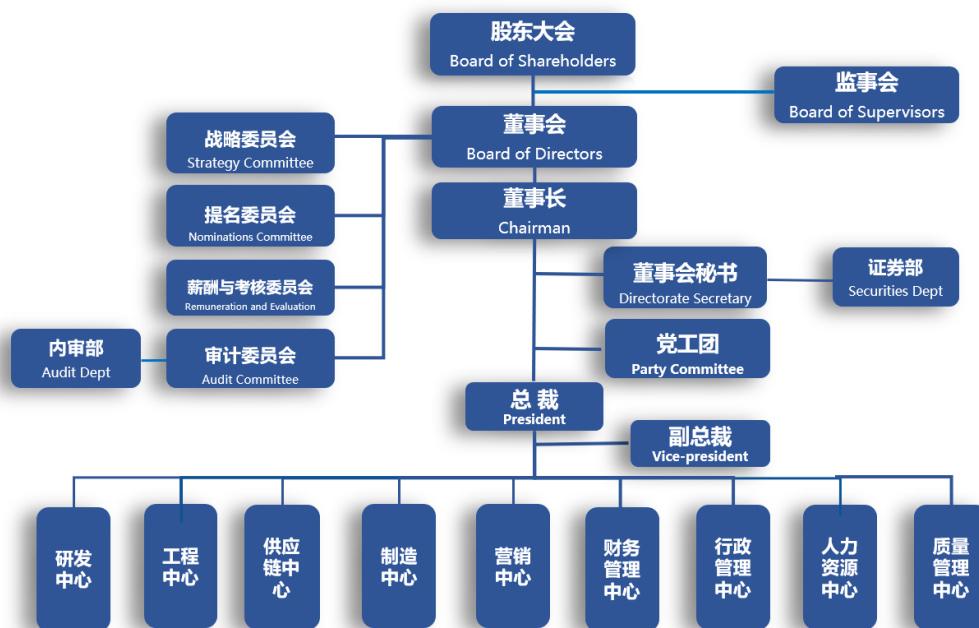 股东大会
Board of Shareholders
监事会
Board of Supervisors
董事会
Board of Directors
战略委员会
Strategy Committee
董事长
Chairman
提名委员会
Nominations Committee
董事会秘书
Directorate Secretary
证券部
Securities Dept
薪酬与考核委员会
Remuneration and Evaluation
党工团
Party Committee
内审部
Audit Dept
审计委员会
Audit Committee
总 裁
President
副总裁
Vice-president
研发
中心
工程
中心
供应
链中
心
制造
中心
营销
中心
财务
管理
中心
行政
管理
中心
人力
资源
中心
质量
管理
中心